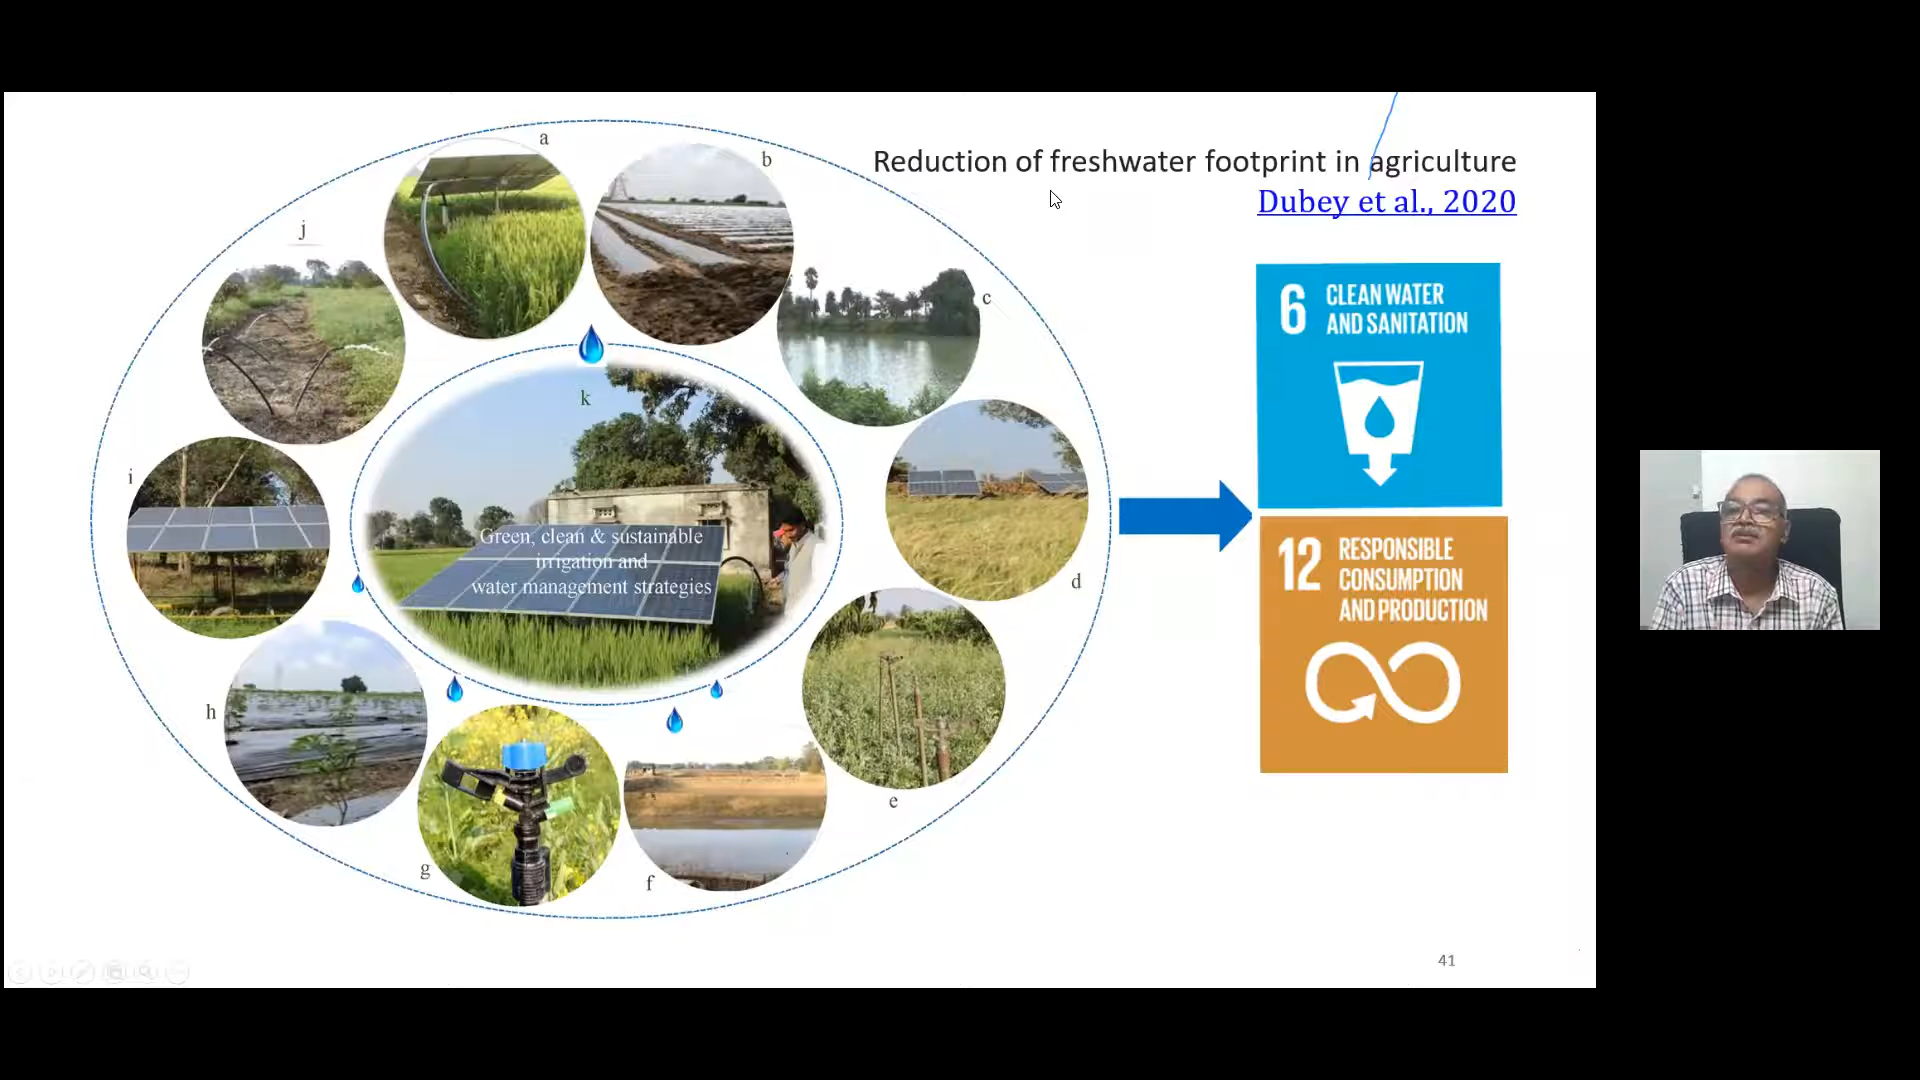 Reduction of freshwater footprint in agriculture
Dubey et al., 2020
a
b
c
d
e
f
g
h
i
j
k
Green, clean & sustainable
irrigation and
water management strategies
6 CLEAN WATER
AND SANITATION
12 RESPONSIBLE
CONSUMPTION
AND PRODUCTION
41